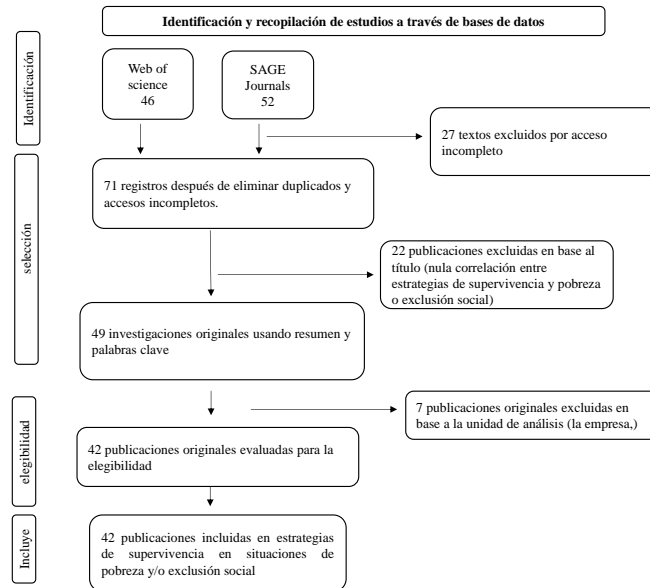 Identificación y recopilación de estudios a través de bases de datos
Identificación
Web of
science
46
SAGE
Journals
52
27 textos excluidos por acceso
incompleto
selección
71 registros después de eliminar duplicados y
accesos incompletos.
22 publicaciones excluidas en base al
título (nula correlación entre
estrategias de supervivencia y pobreza
o exclusión social)
49 investigaciones originales usando resumen y
palabras clave
elegibilidad
7 publicaciones originales excluidas en
base a la unidad de análisis (la empresa,)
42 publicaciones originales evaluadas para la
elegibilidad
Incluye
42 publicaciones incluidas en estrategias
de supervivencia en situaciones de
pobreza y/o exclusión social